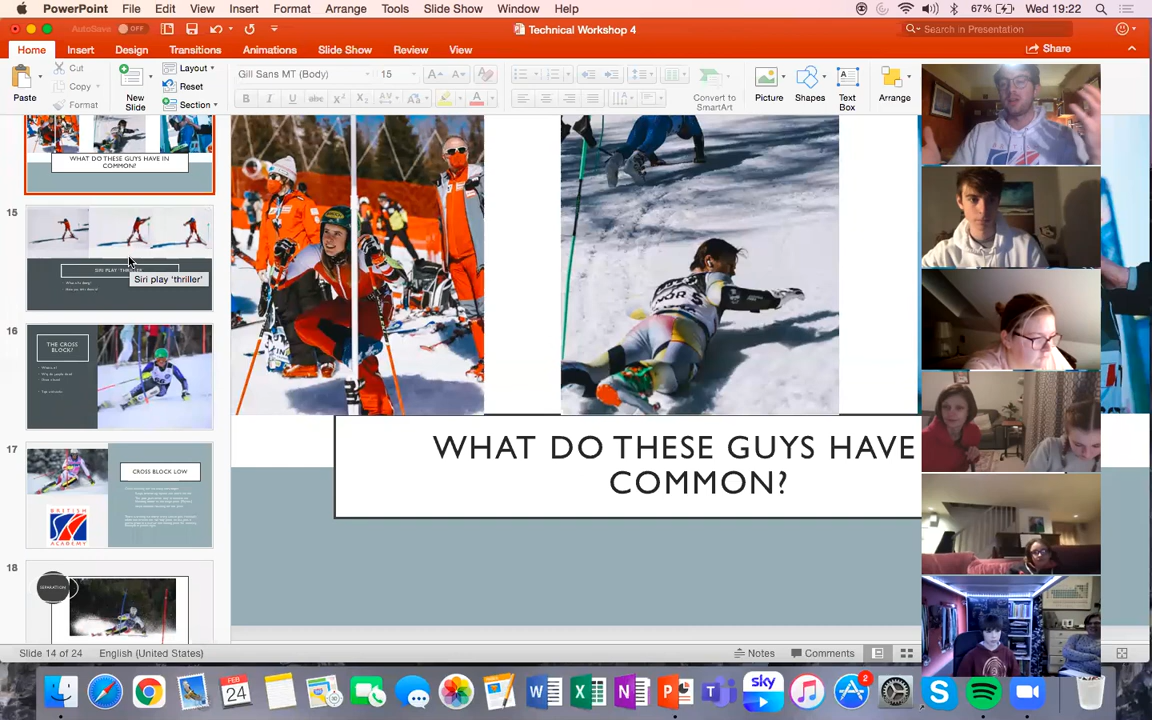 PowerPoint File Edit View Insert Format Arrange Tools Slide Show Window Help 67% Wed 19:22
AutoSave OFF Technical Workshop 4 Search in Presentation
Home Insert Design Transitions Animations Slide Show Review View Share
Paste Cut Copy Format New Slide Layout Reset Section Gill Sans MT (Body) 15 Convert to SmartArt Picture Shapes Text Box Arrange
WHAT DO THESE GUYS HAVE IN
COMMON?
15
SIRI PLAY
Siri play 'thriller'
16
THE CROSS
BLOCK?
17
CROSS BLOCK LOW
BRITISH
ACADEMY
18
SEPARATION
WHAT DO THESE GUYS HAVE
COMMON?
Slide 14 of 24 English (United States) Notes Comments
FEB
24
sky
2